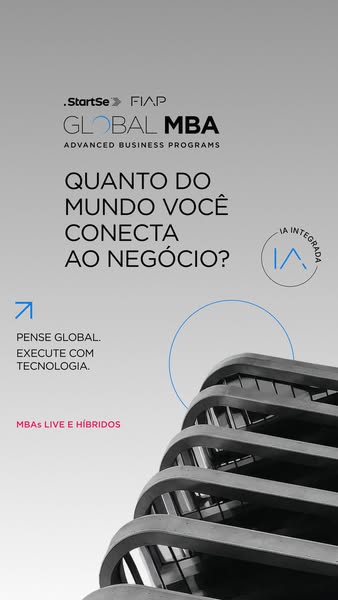 .StartSe FIAP
GLOBAL MBA
ADVANCED BUSINESS PROGRAMS
QUANTO DO
MUNDO VOCÊ
CONECTA
AO NEGÓCIO?
IA INTEGRADA
IA
PENSE GLOBAL.
EXECUTE COM
TECNOLOGIA.
MBAs LIVE E HÍBRIDOS